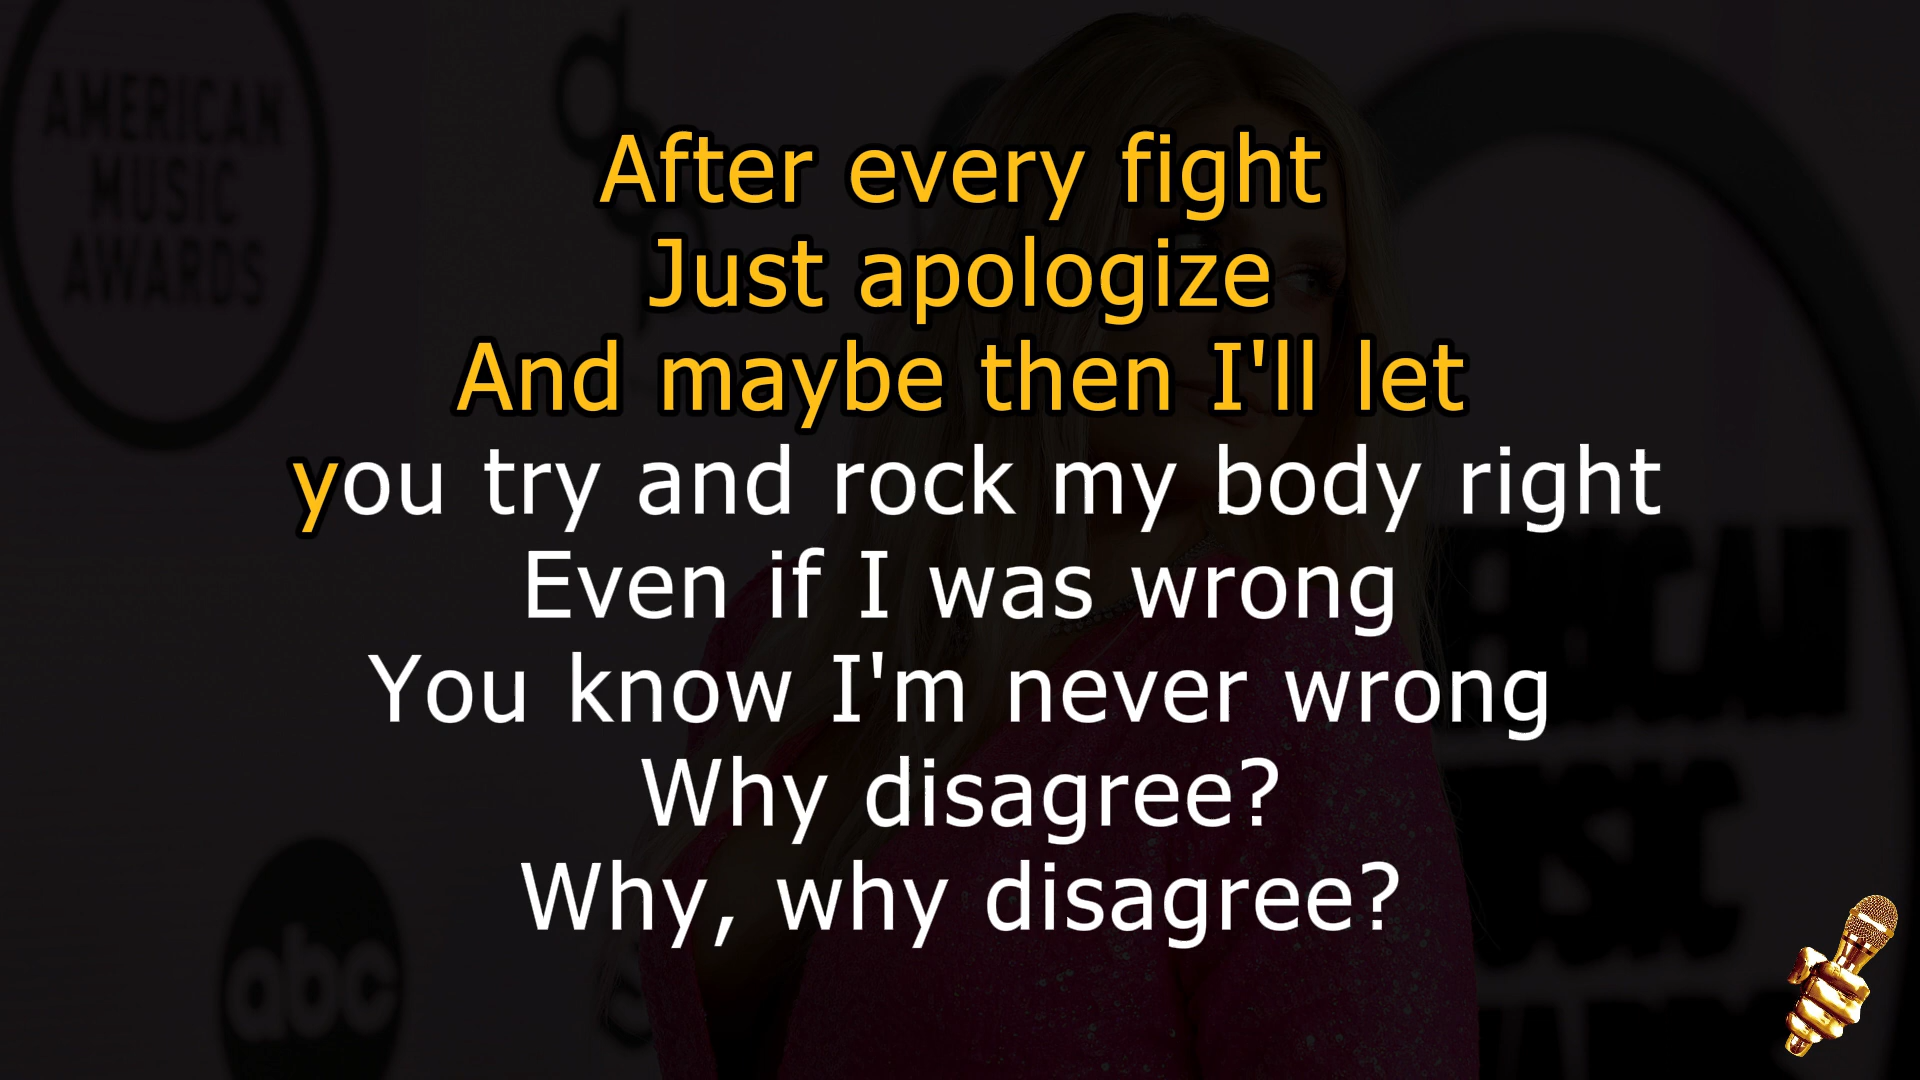 AMERICAN
MUSIC
AWARDS
After every fight
Just apologize
And maybe then I'll let
you try and rock my body right
Even if I was wrong
You know I'm never wrong
Why disagree?
Why, why disagree?
abc